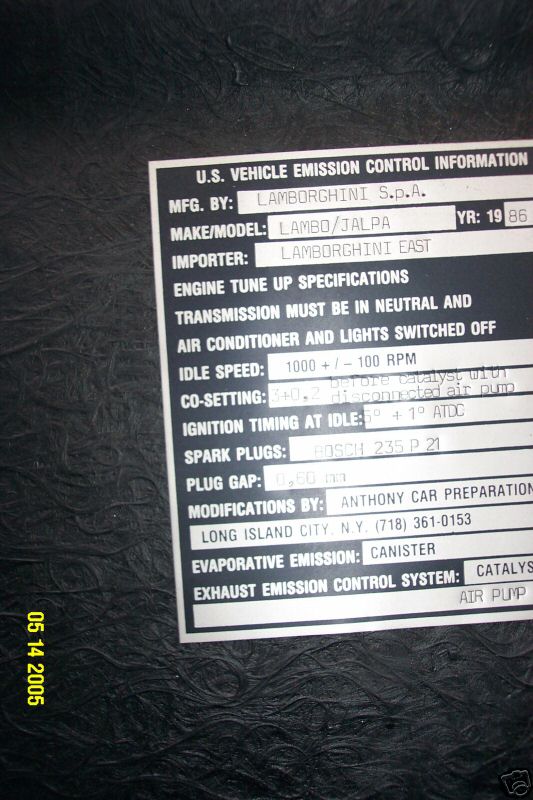 U.S. VEHICLE EMISSION CONTROL INFORMATION
MFG. BY: LAMBORGHINI S.p.A.
MAKE/MODEL: LAMBO/JALPA YR: 19 86
IMPORTER: LAMBORGHINI EAST
ENGINE TUNE UP SPECIFICATIONS
TRANSMISSION MUST BE IN NEUTRAL AND
AIR CONDITIONER AND LIGHTS SWITCHED OFF
IDLE SPEED: 1000 +/- 100 RPM
CO-SETTING: 3+0,2 before catalyst with
disconnected air pump
IGNITION TIMING AT IDLE: 5° + 1° ATDC
SPARK PLUGS: BOSCH 235 P 21
PLUG GAP: 0,60 mm
MODIFICATIONS BY: ANTHONY CAR PREPARATION
LONG ISLAND CITY, N.Y. (718) 361-0153
EVAPORATIVE EMISSION: CANISTER
EXHAUST EMISSION CONTROL SYSTEM: CATALYS
AIR PUMP
05 14 2005